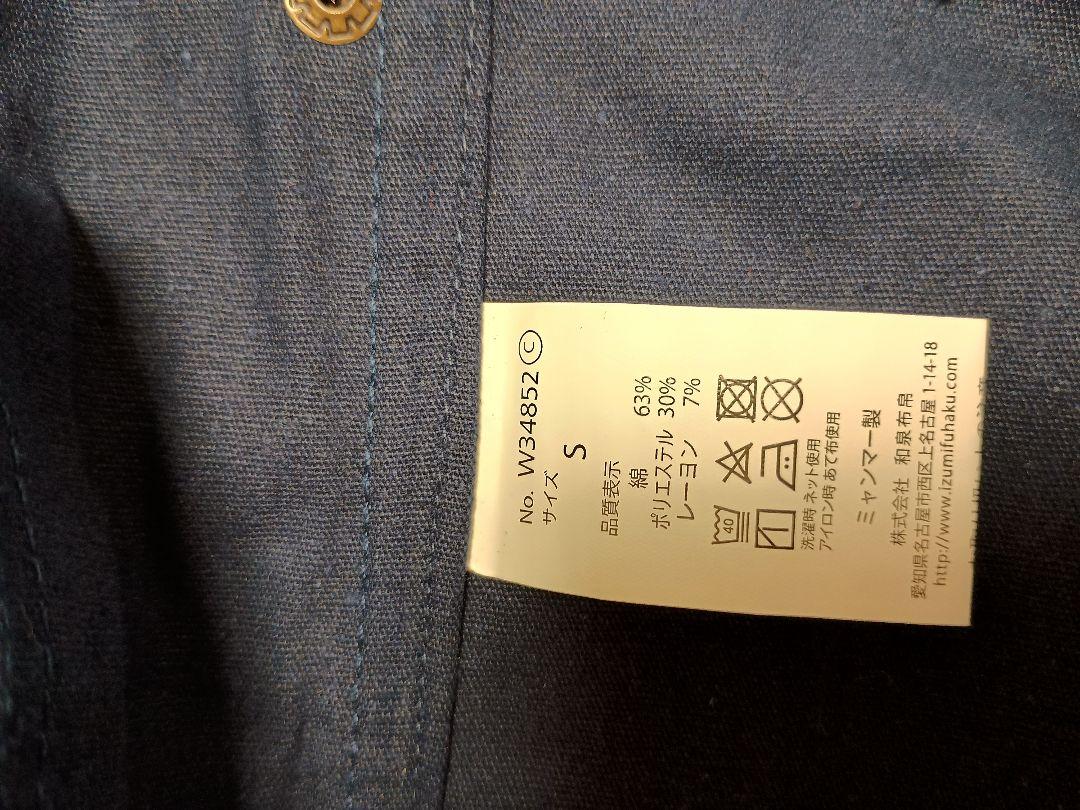 No. W34852 Ⓒ
サイズ
S
品質表示
綿 63%
ポリエステル 30%
レーヨン 7%
40
洗濯時 ネット使用
アイロン時 あて布使用
ミャンマー製
株式会社 和泉布帛
愛知県名古屋市西区上名古屋 1-14-18
http://www.izumifuhaku.com